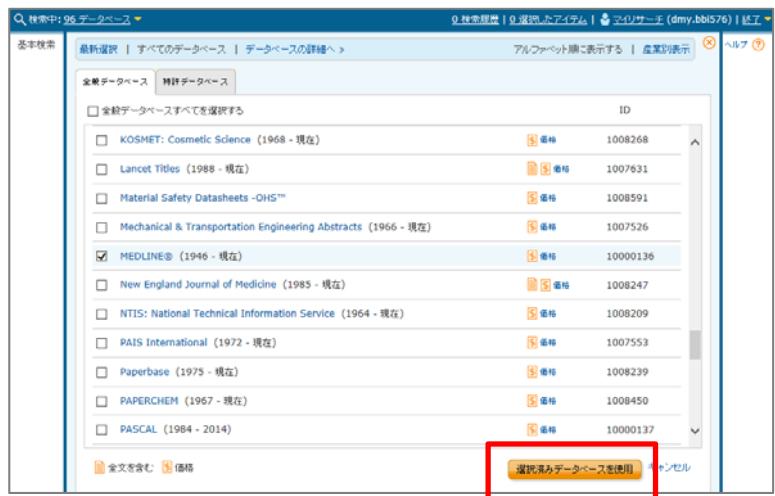 検索中: 96 データベース
0 検索履歴 | 0 選択したアイテム | マイリサーチ (dmy.bbi576) | 終了
基本検索
最新選択 | すべてのデータベース | データベースの詳細へ >
アルファベット順に表示する | 産業別表示
ヘルプ
全般データベース 特許データベース
全般データベースすべてを選択する ID
KOSMET: Cosmetic Science (1968 - 現在) 価格 1008268
Lancet Titles (1988 - 現在) 価格 1007631
Material Safety Datasheets -OHS™ 価格 1008591
Mechanical & Transportation Engineering Abstracts (1966 - 現在) 価格 1007526
MEDLINE® (1946 - 現在) 価格 10000136
New England Journal of Medicine (1985 - 現在) 価格 1008247
NTIS: National Technical Information Service (1964 - 現在) 価格 1008209
PAIS International (1972 - 現在) 価格 1007553
Paperbase (1975 - 現在) 価格 1008239
PAPERCHEM (1967 - 現在) 価格 1008450
PASCAL (1984 - 2014) 価格 10000137
全文を含む 価格
選択済みデータベースを使用 キャンセル